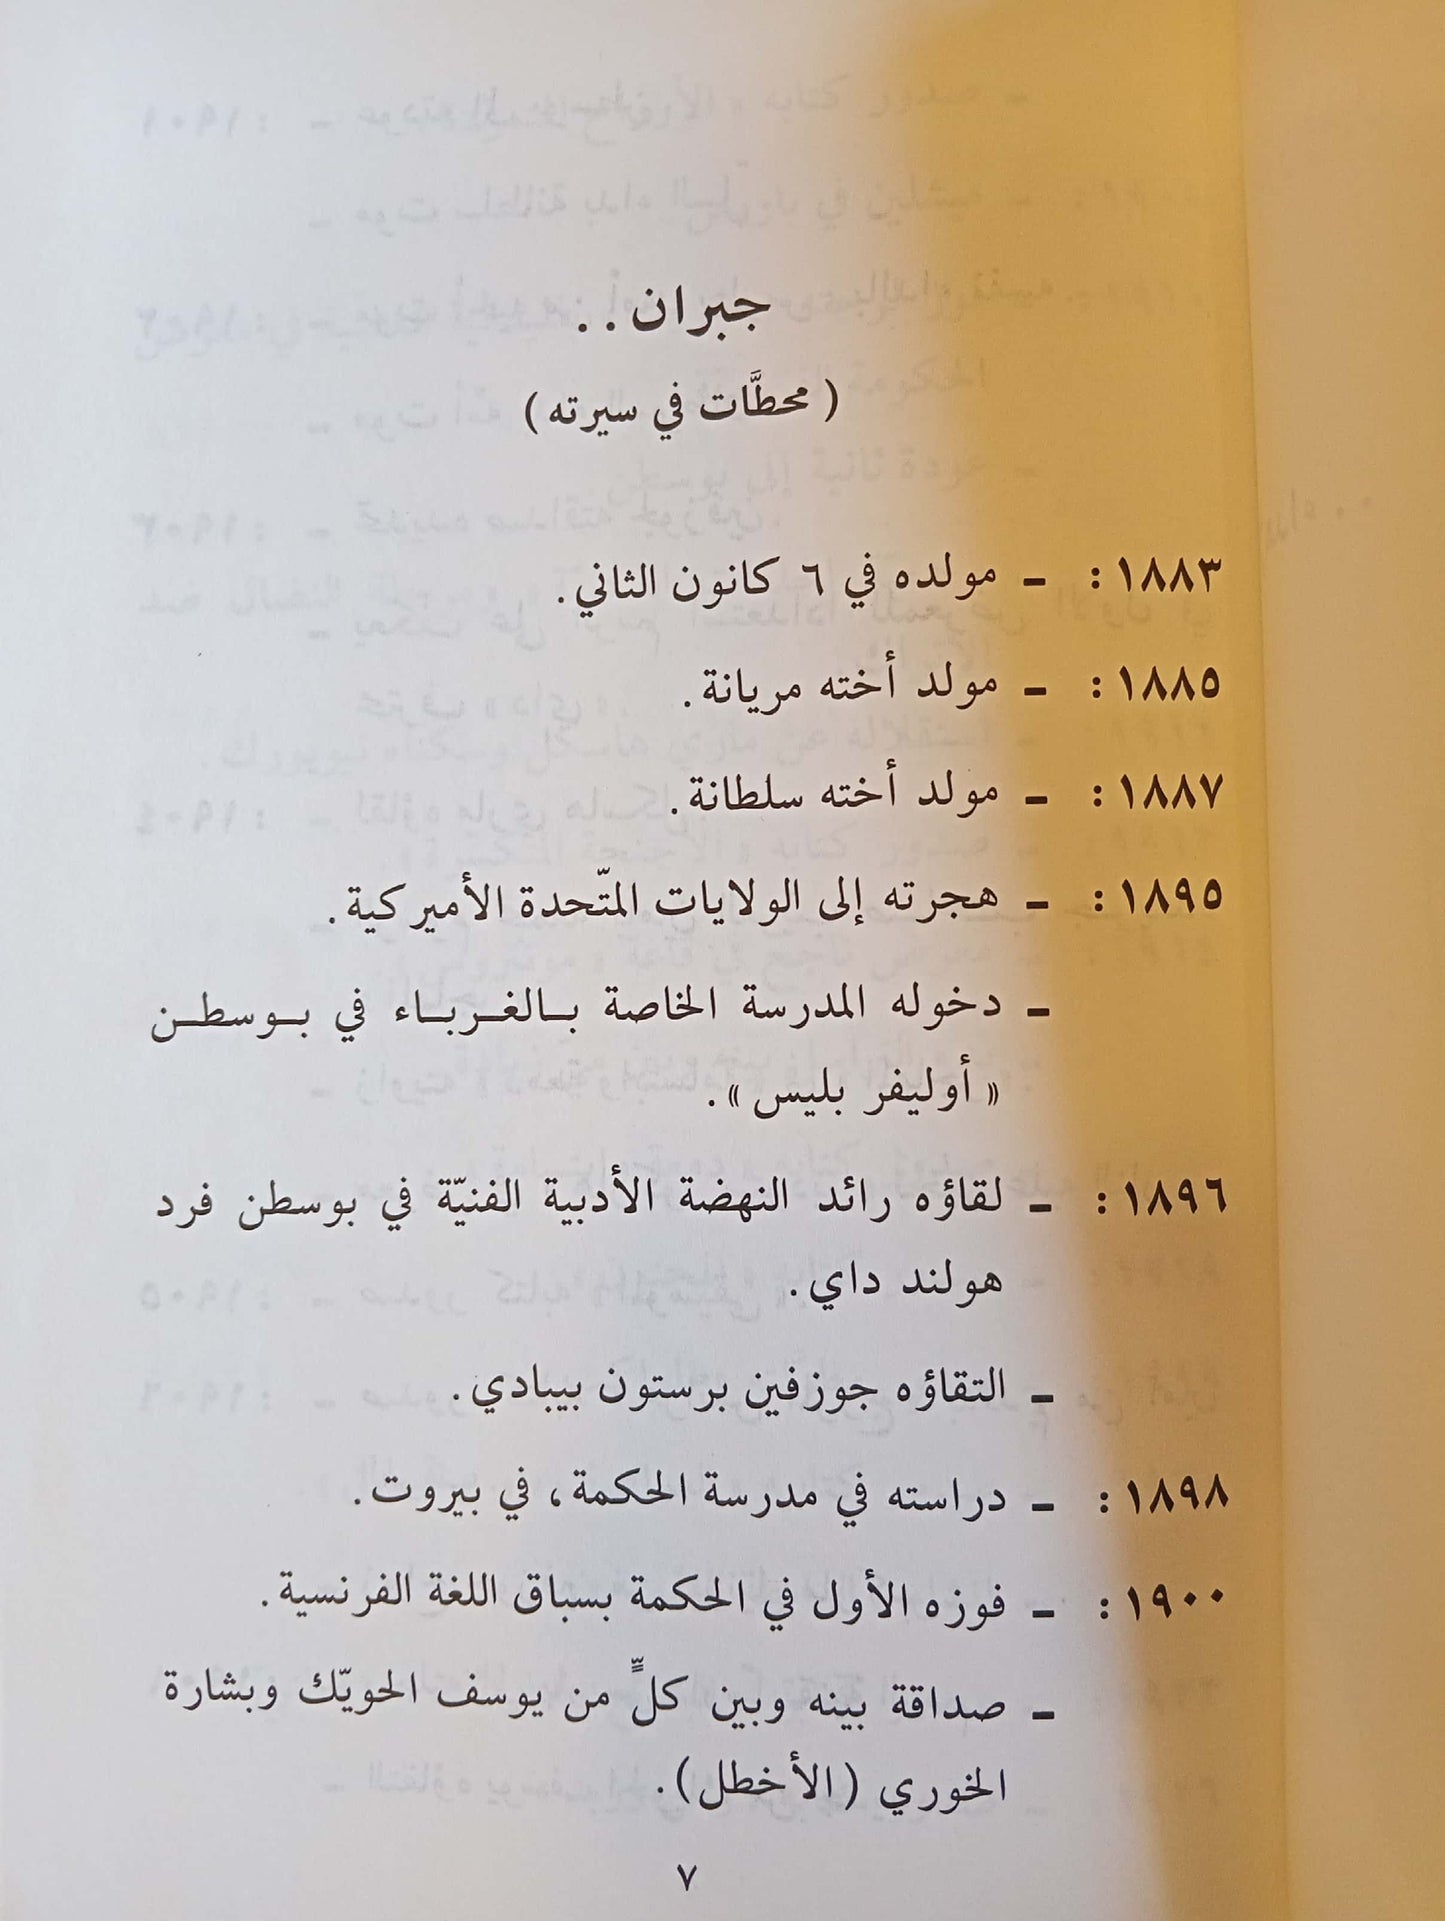 جبران..
(محطَّات في سيرته)
١٨٨٣: - مولده في ٦ كانون الثاني.
١٨٨٥: - مولد أخته مريانة.
١٨٨٧: - مولد أخته سلطانة.
١٨٩٥: - هجرته إلى الولايات المتّحدة الأميركية.
- دخوله المدرسة الخاصة بالغرباء في بوسطن
«أوليفر بليس».
١٨٩٦: - لقاؤه رائد النهضة الأدبية الفنيّة في بوسطن فرد
هولند داي.
- التقاؤه جوزفين برستون بيبادي.
١٨٩٨: - دراسته في مدرسة الحكمة، في بيروت.
١٩٠٠: - فوزه الأول في الحكمة بسباق اللغة الفرنسية.
- صداقة بينه وبين كلٍّ من يوسف الحويّك وبشارة
الخوري (الأخطل).
٧